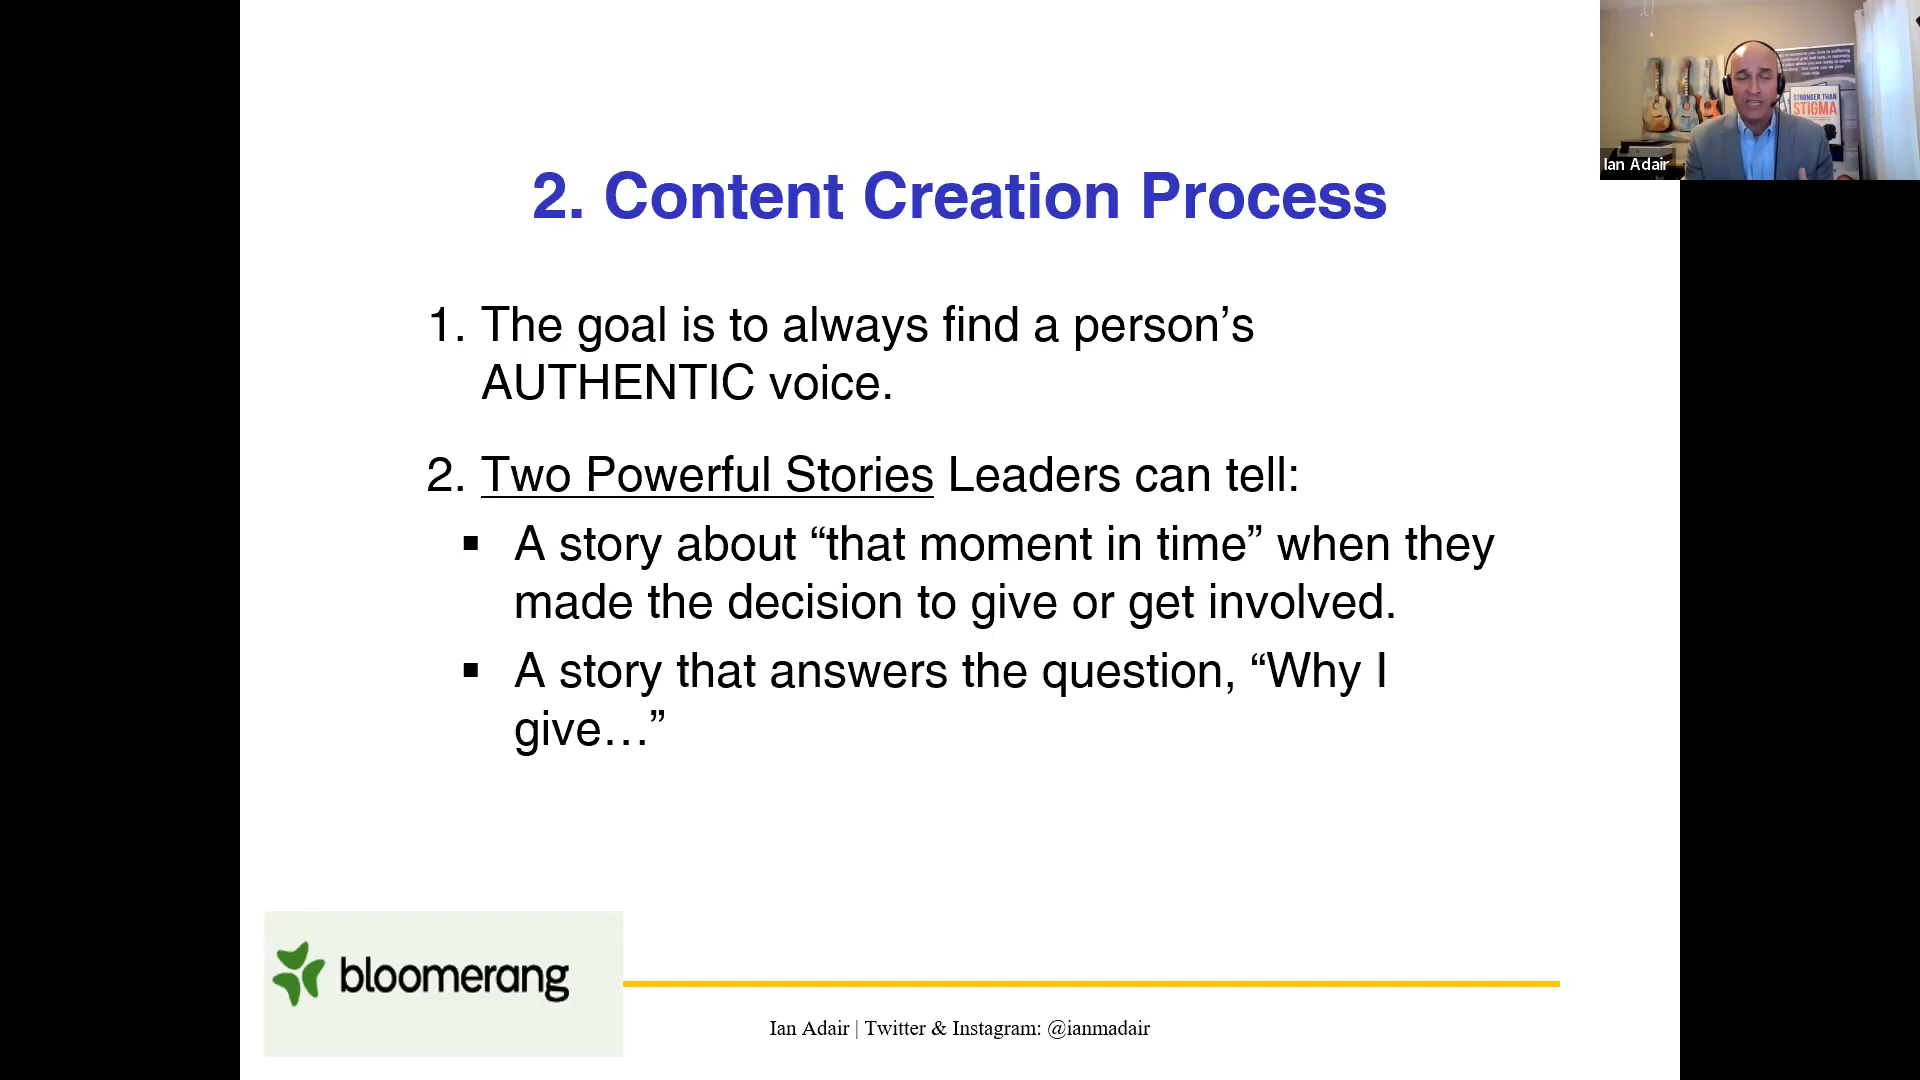 2. Content Creation Process
1. The goal is to always find a person’s
AUTHENTIC voice.
2. Two Powerful Stories Leaders can tell:
▪ A story about “that moment in time” when they
made the decision to give or get involved.
▪ A story that answers the question, “Why I
give…”
bloomerang
Ian Adair | Twitter & Instagram: @ianmadair
Ian Adair
STRONGER THAN
STIGMA